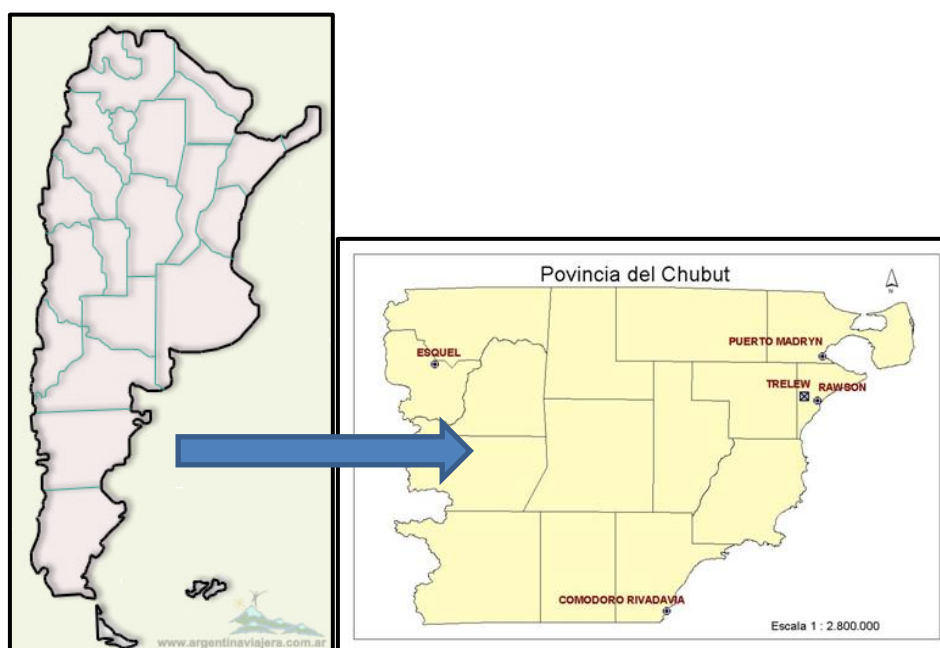 Povincia del Chubut
N
ESQUEL
PUERTO MADRYN
TRELEW
RAWSON
COMODORO RIVADAVIA
Escala 1 : 2.800.000
www.argentinaviajera.com.ar